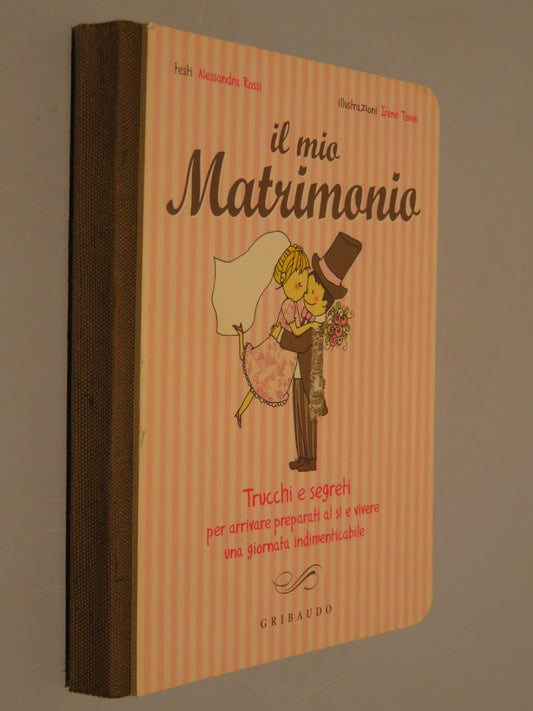 testi Alessandra Rossi
illustrazioni Irene Tonin
il mio
Matrimonio
Trucchi e segreti
per arrivare preparati al sì e vivere
una giornata indimenticabile
GRIBAUDO